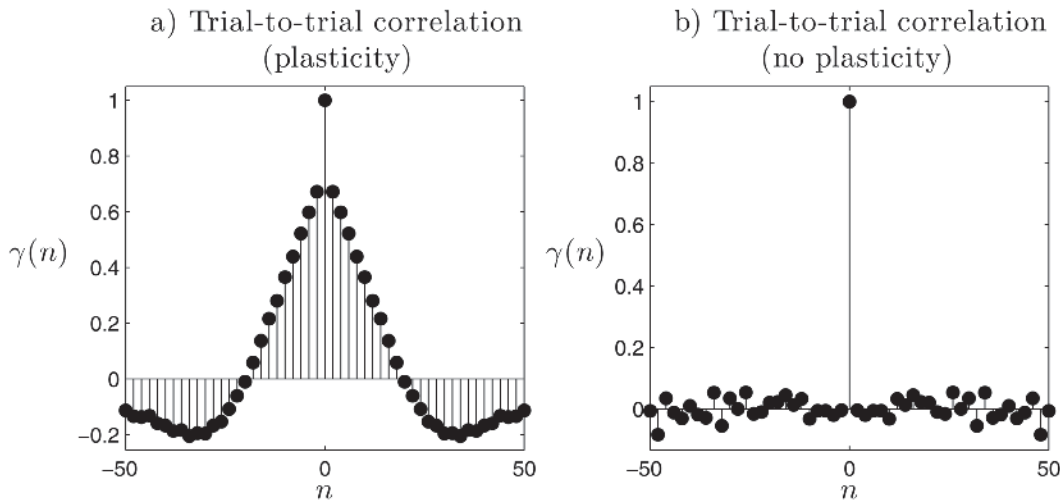 a) Trial-to-trial correlation
(plasticity)
1
0.8
0.6
γ(n)
0.4
0.2
0
−0.2
−50
0
50
n
b) Trial-to-trial correlation
(no plasticity)
1
0.8
0.6
γ(n)
0.4
0.2
0
−50
0
50
n